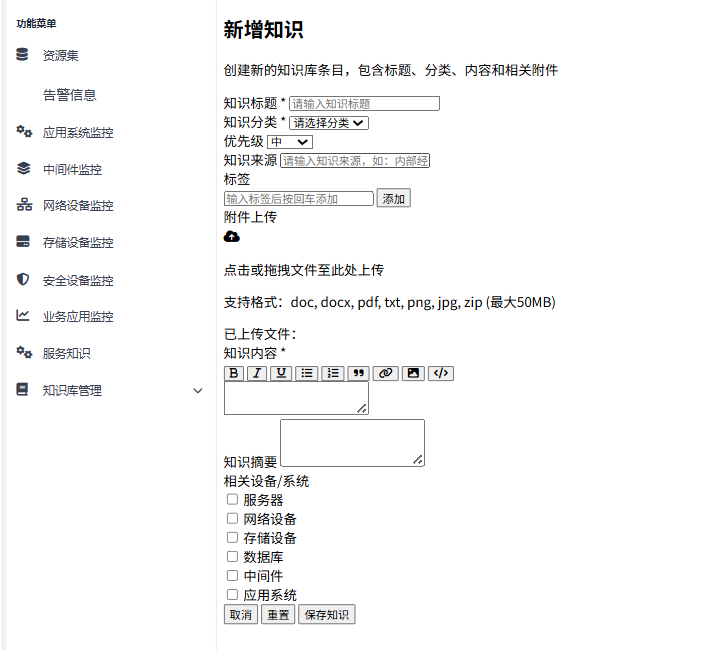 功能菜单
资源集
告警信息
应用系统监控
中间件监控
网络设备监控
存储设备监控
安全设备监控
业务应用监控
服务知识
知识库管理
新增知识
创建新的知识库条目，包含标题、分类、内容和相关附件
知识标题 * 请输入知识标题
知识分类 * 请选择分类
优先级 中
知识来源 请输入知识来源，如：内部经
标签
输入标签后按回车添加 添加
附件上传
点击或拖拽文件至此处上传
支持格式：doc, docx, pdf, txt, png, jpg, zip (最大50MB)
已上传文件：
知识内容 *
B I U
知识摘要
相关设备/系统
服务器
网络设备
存储设备
数据库
中间件
应用系统
取消 重置 保存知识